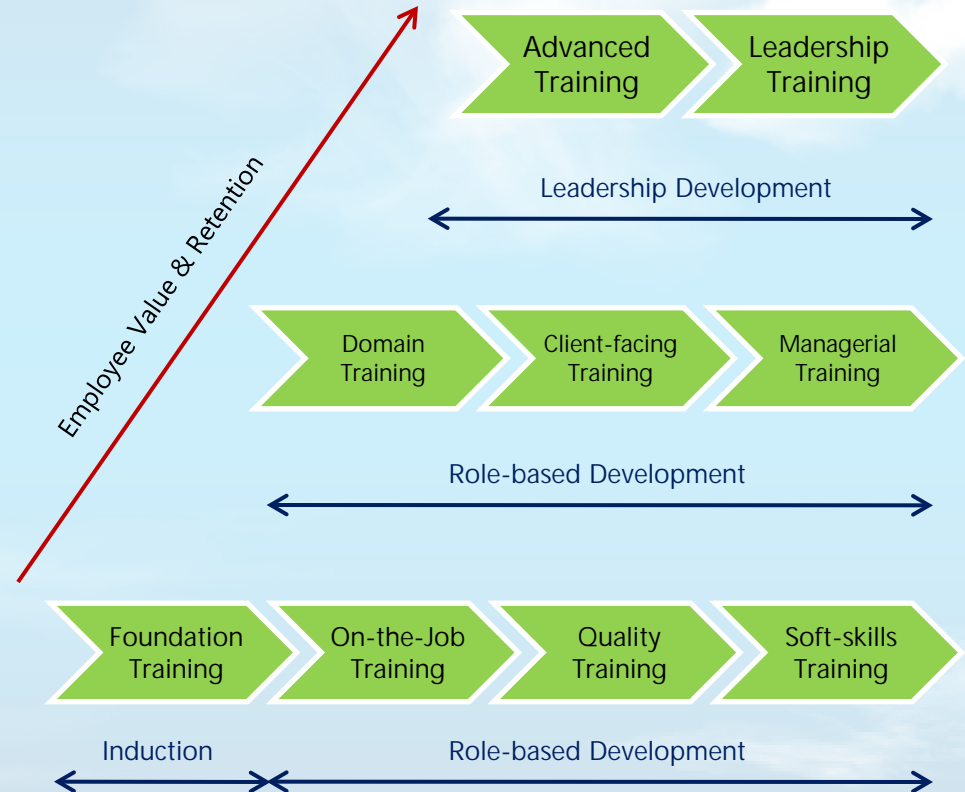 Advanced
Training
Leadership
Training
Leadership Development
Employee Value & Retention
Domain
Training
Client-facing
Training
Managerial
Training
Role-based Development
Foundation
Training
On-the-Job
Training
Quality
Training
Soft-skills
Training
Induction
Role-based Development